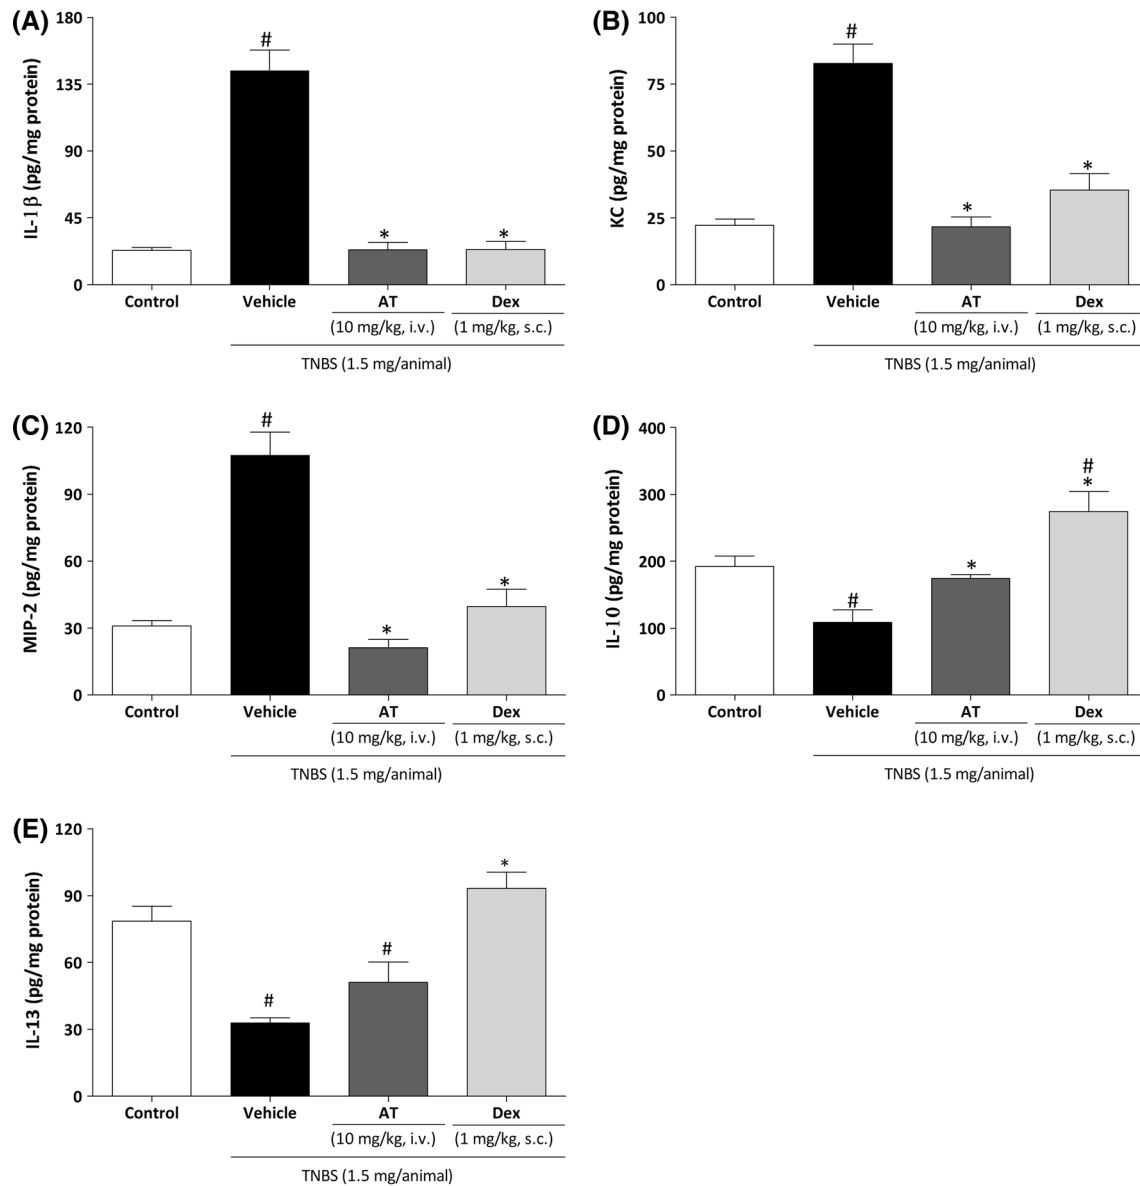 (A)
IL-1β (pg/mg protein)
180
135
90
45
0
#
*
*
Control
Vehicle
AT
Dex
(10 mg/kg, i.v.)
(1 mg/kg, s.c.)
TNBS (1.5 mg/animal)
(B)
KC (pg/mg protein)
100
75
50
25
0
#
*
*
Control
Vehicle
AT
Dex
(10 mg/kg, i.v.)
(1 mg/kg, s.c.)
TNBS (1.5 mg/animal)
(C)
MIP-2 (pg/mg protein)
120
90
60
30
0
#
*
*
Control
Vehicle
AT
Dex
(10 mg/kg, i.v.)
(1 mg/kg, s.c.)
TNBS (1.5 mg/animal)
(D)
IL-10 (pg/mg protein)
400
300
200
100
0
#
*
#
*
Control
Vehicle
AT
Dex
(10 mg/kg, i.v.)
(1 mg/kg, s.c.)
TNBS (1.5 mg/animal)
(E)
IL-13 (pg/mg protein)
120
90
60
30
0
#
#
*
Control
Vehicle
AT
Dex
(10 mg/kg, i.v.)
(1 mg/kg, s.c.)
TNBS (1.5 mg/animal)